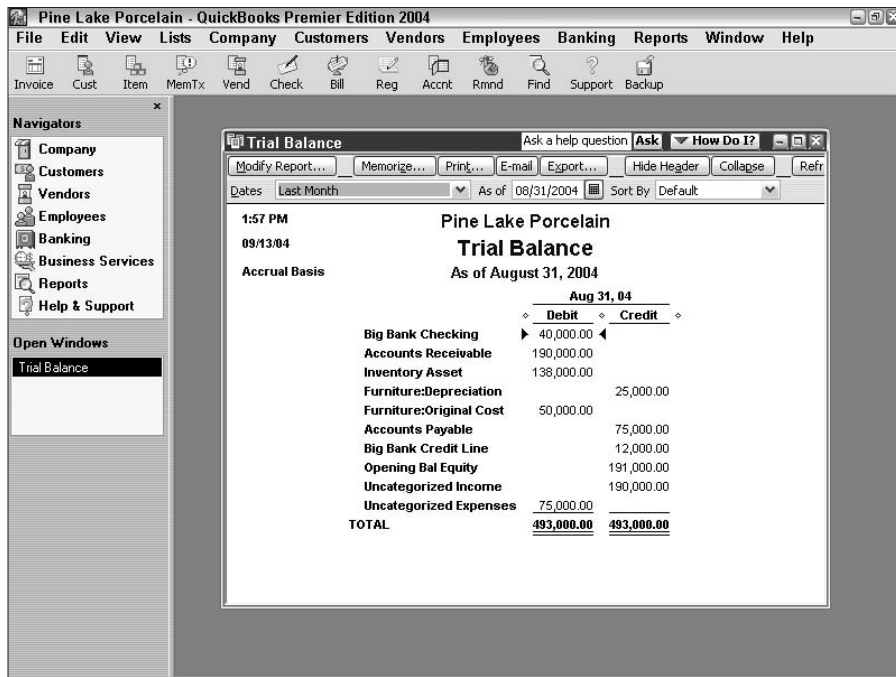 Pine Lake Porcelain - QuickBooks Premier Edition 2004
File Edit View Lists Company Customers Vendors Employees Banking Reports Window Help
Invoice Cust Item MemTx Vend Check Bill Reg Accnt Rmnd Find Support Backup
Navigators
Company
Customers
Vendors
Employees
Banking
Business Services
Reports
Help & Support
Open Windows
Trial Balance
Trial Balance Ask a help question Ask How Do I?
Modify Report... Memorize... Print... E-mail Export... Hide Header Collapse Refr
Dates Last Month As of 08/31/2004 Sort By Default
1:57 PM Pine Lake Porcelain
09/13/04 Trial Balance
Accrual Basis As of August 31, 2004
Aug 31, 04
Debit Credit
Big Bank Checking 40,000.00
Accounts Receivable 190,000.00
Inventory Asset 138,000.00
Furniture:Depreciation 25,000.00
Furniture:Original Cost 50,000.00
Accounts Payable 75,000.00
Big Bank Credit Line 12,000.00
Opening Bal Equity 191,000.00
Uncategorized Income 190,000.00
Uncategorized Expenses 75,000.00
TOTAL 493,000.00 493,000.00